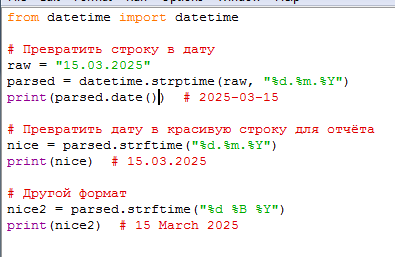 from datetime import datetime
# Превратить строку в дату
raw = "15.03.2025"
parsed = datetime.strptime(raw, "%d.%m.%Y")
print(parsed.date())  # 2025-03-15
# Превратить дату в красивую строку для отчёта
nice = parsed.strftime("%d.%m.%Y")
print(nice)  # 15.03.2025
# Другой формат
nice2 = parsed.strftime("%d %B %Y")
print(nice2)  # 15 March 2025